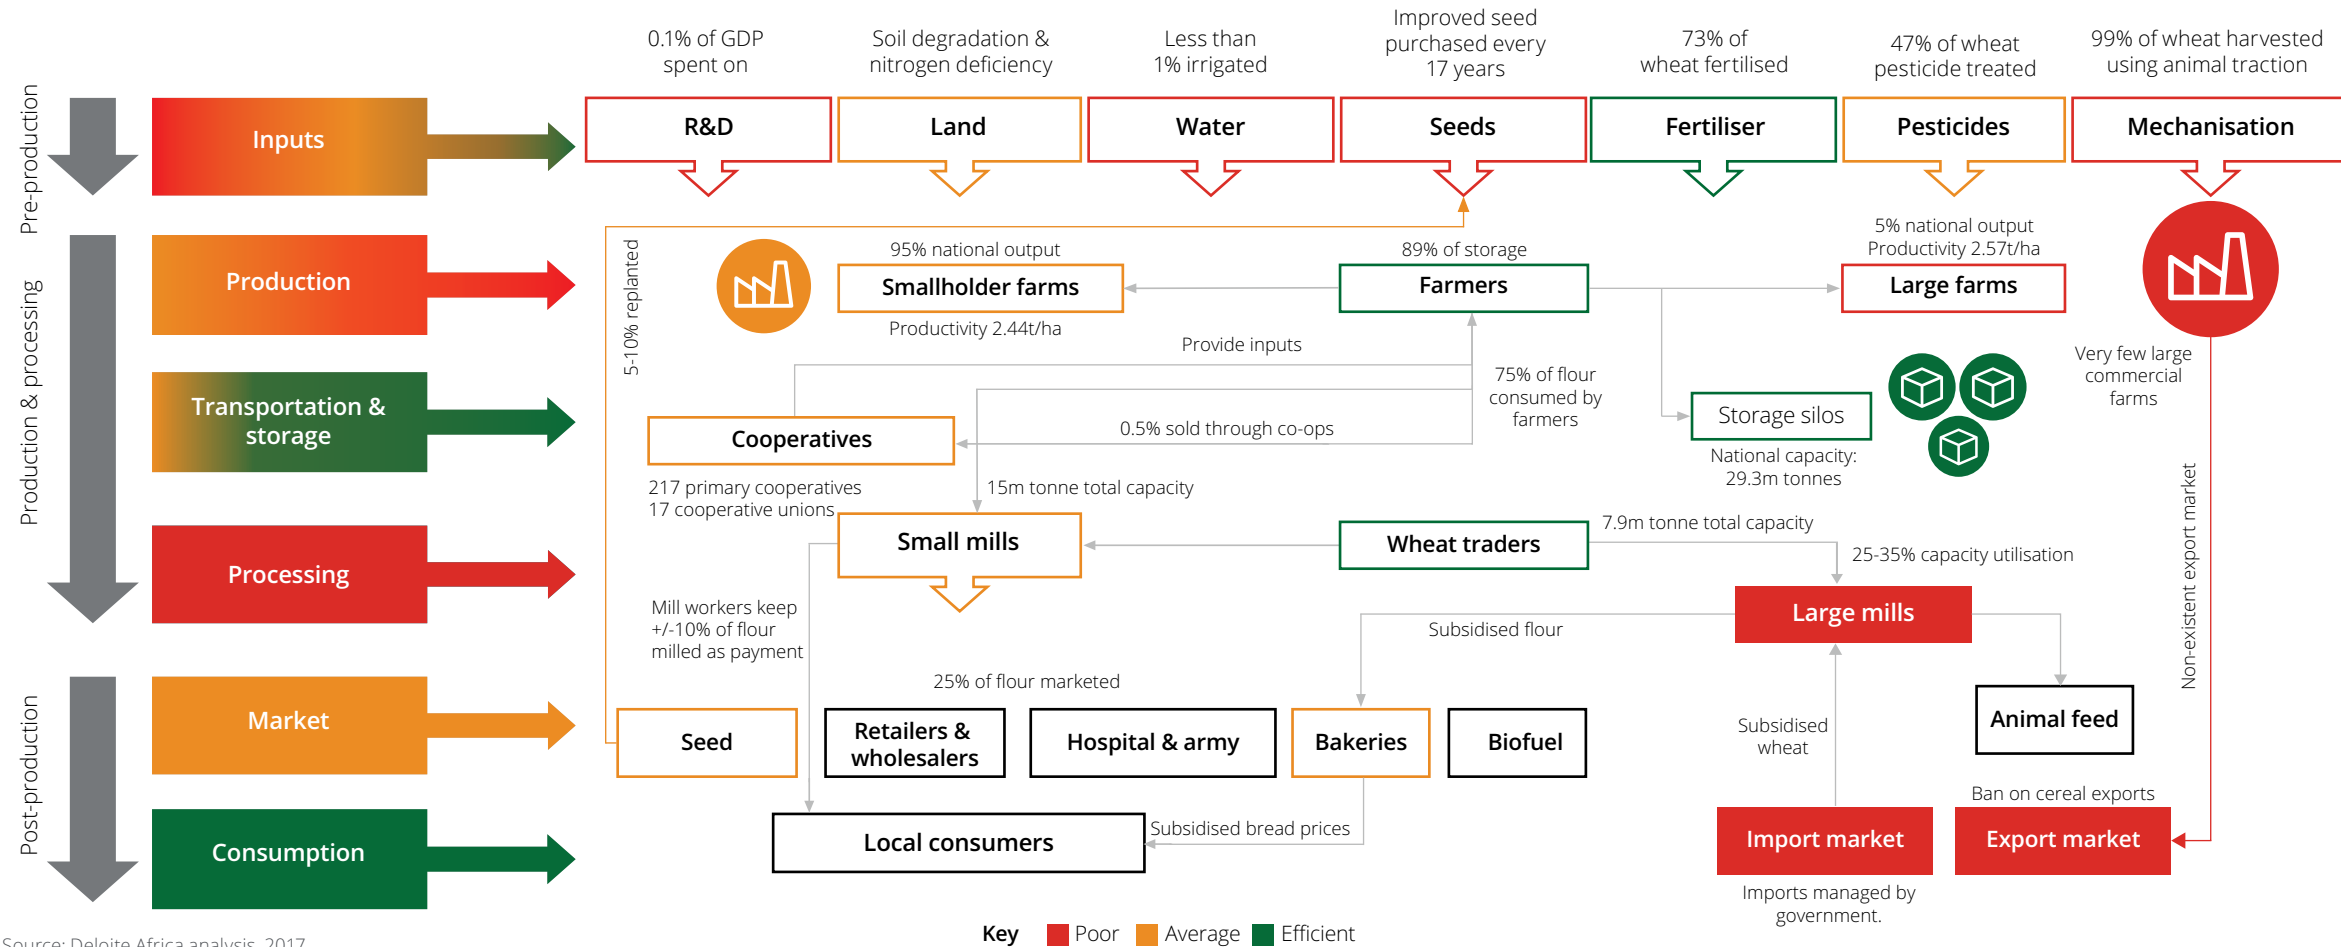 0.1% of GDP
spent on
Soil degradation &
nitrogen deficiency
Less than
1% irrigated
Improved seed
purchased every
17 years
73% of
wheat fertilised
47% of wheat
pesticide treated
99% of wheat harvested
using animal traction
Pre-production
Inputs
R&D
Land
Water
Seeds
Fertiliser
Pesticides
Mechanisation
Production & processing
Production
5-10% replanted
95% national output
Smallholder farms
Productivity 2.44t/ha
89% of storage
Farmers
5% national output
Productivity 2.57t/ha
Large farms
Very few large
commercial
farms
Provide inputs
75% of flour
consumed by
farmers
Transportation &
storage
Cooperatives
0.5% sold through co-ops
Storage silos
National capacity:
29.3m tonnes
217 primary cooperatives
17 cooperative unions
15m tonne total capacity
Non-existent export market
Processing
Small mills
Wheat traders
7.9m tonne total capacity
25-35% capacity utilisation
Large mills
Mill workers keep
+/-10% of flour
milled as payment
Subsidised flour
Post-production
Market
25% of flour marketed
Seed
Retailers &
wholesalers
Hospital & army
Bakeries
Biofuel
Subsidised
wheat
Animal feed
Consumption
Local consumers
Subsidised bread prices
Import market
Imports managed by
government.
Ban on cereal exports
Export market
Key
Poor
Average
Efficient
Source: Deloite Africa analysis, 2017